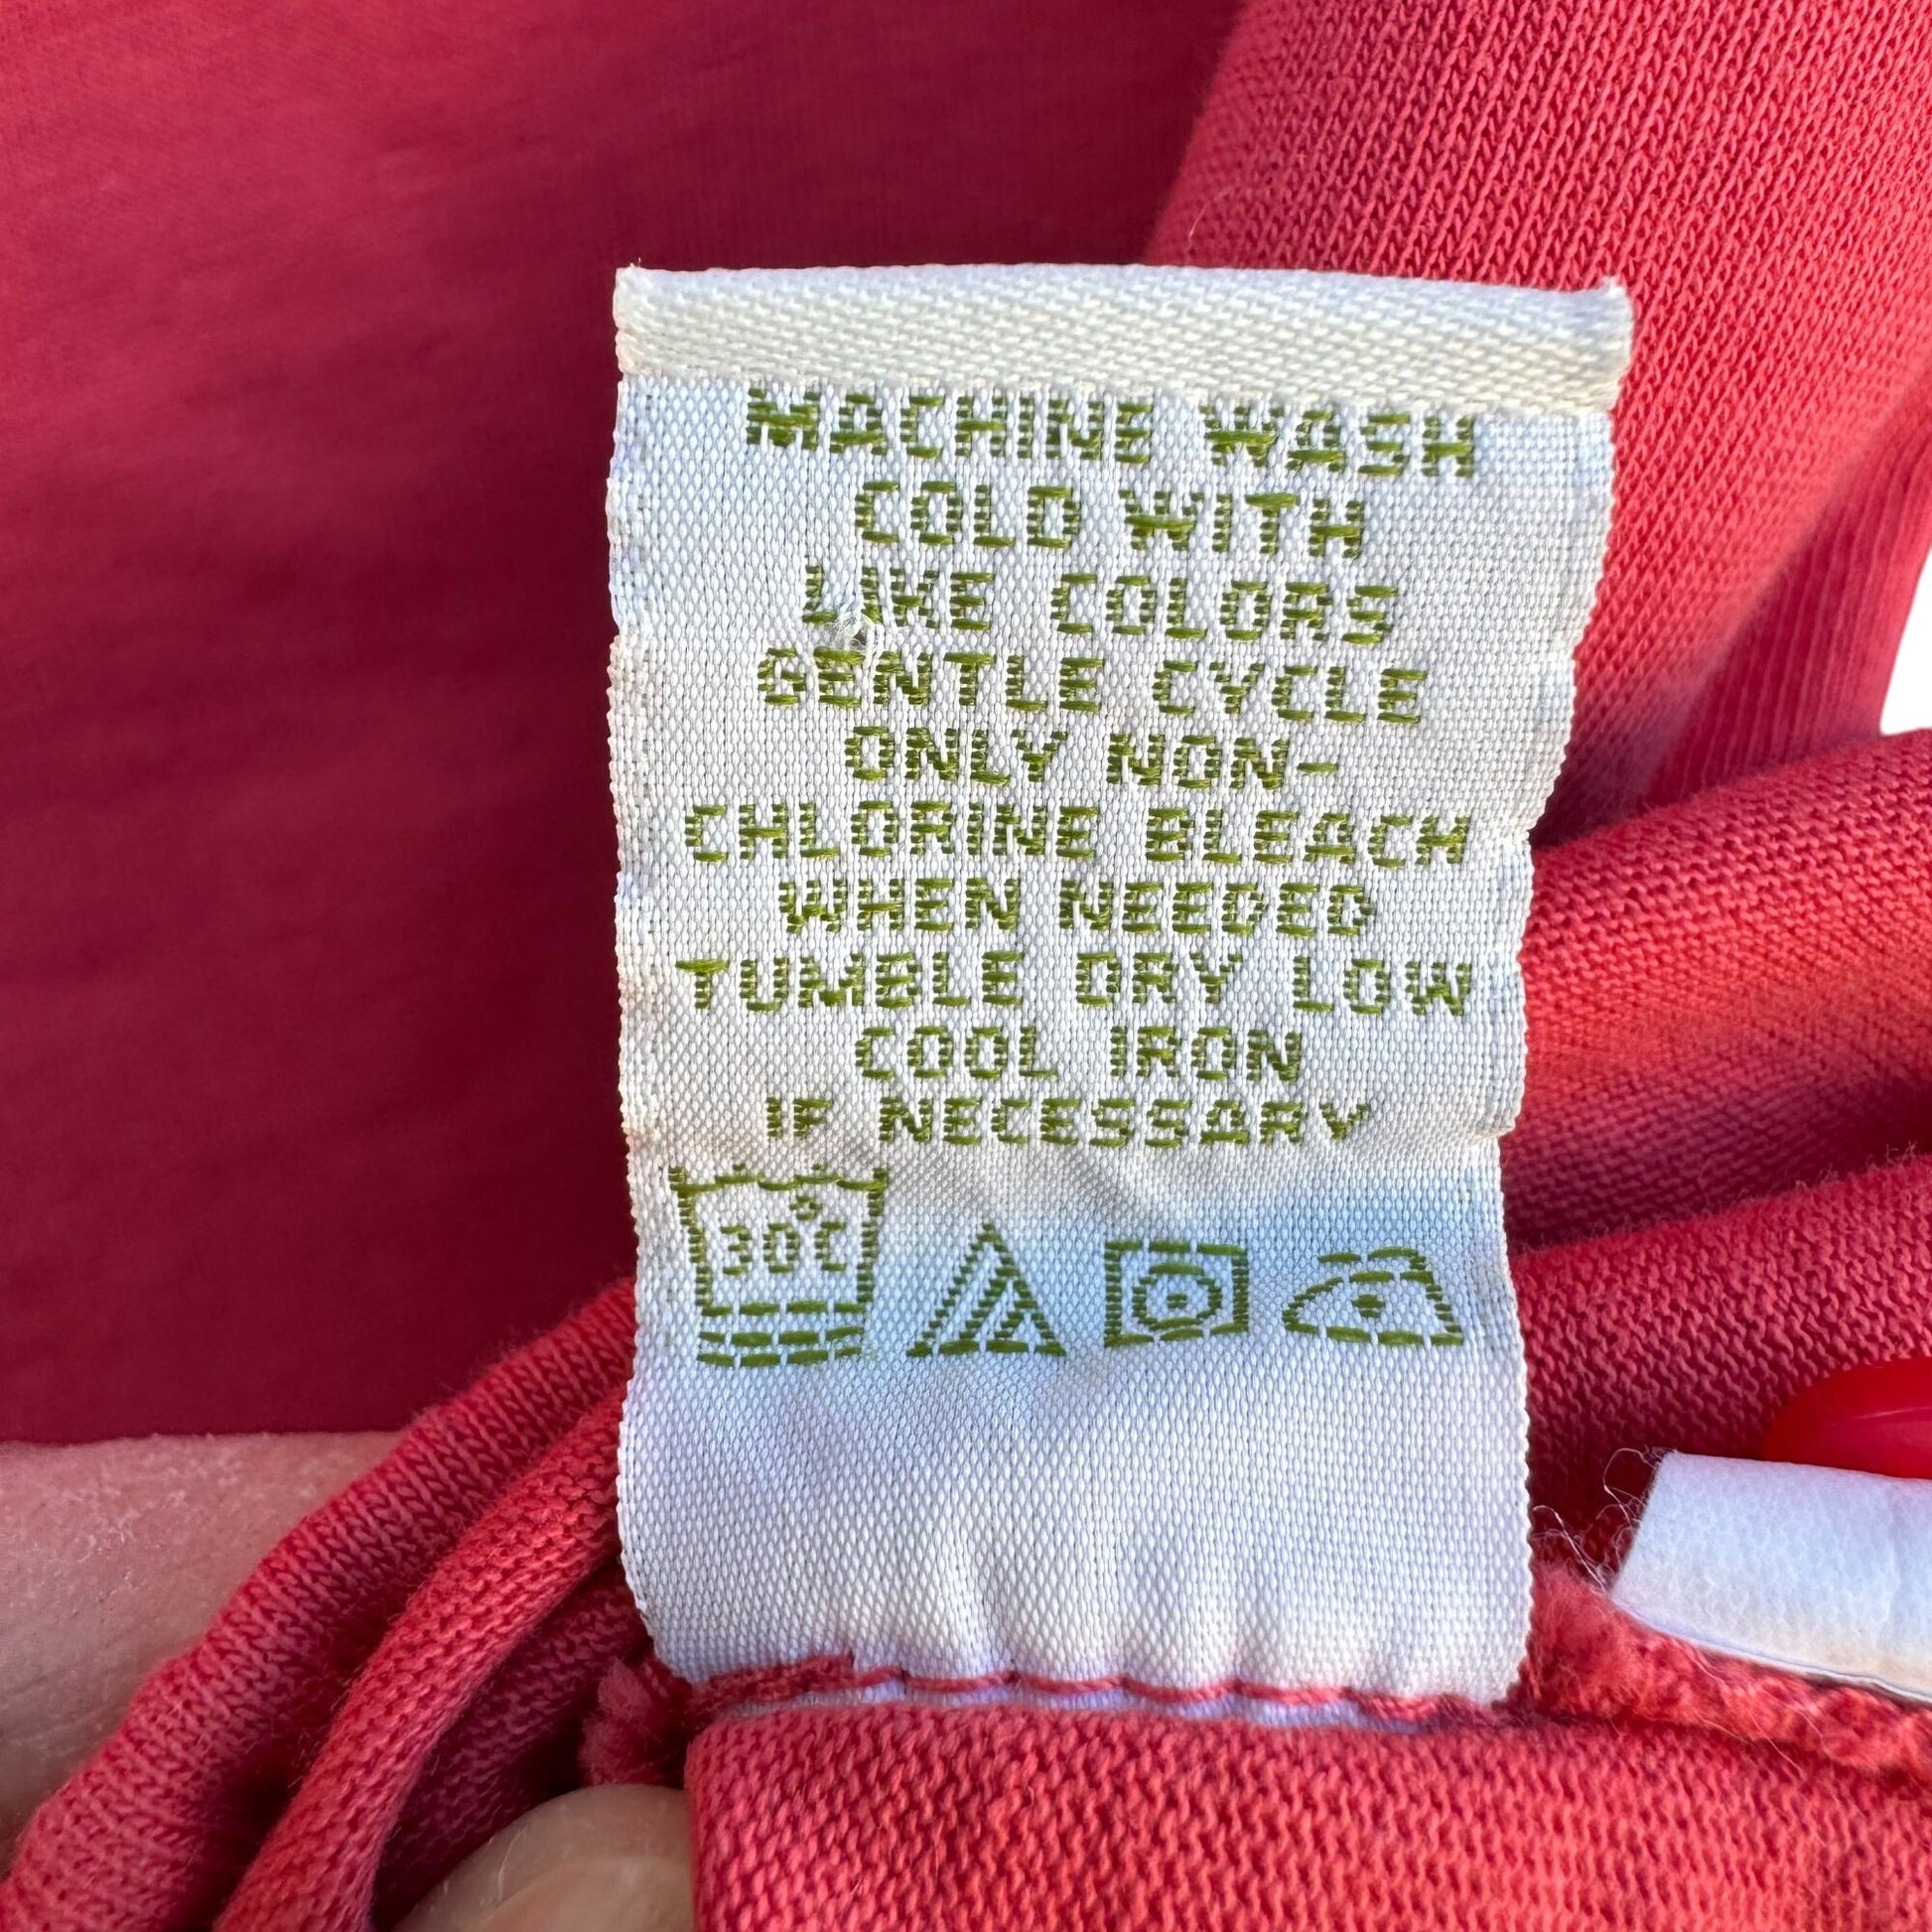 MACHINE WASH
COLD WITH
LIKE COLORS
GENTLE CYCLE
ONLY NON-
CHLORINE BLEACH
WHEN NEEDED
TUMBLE DRY LOW
COOL IRON
IF NECESSARY
30°C